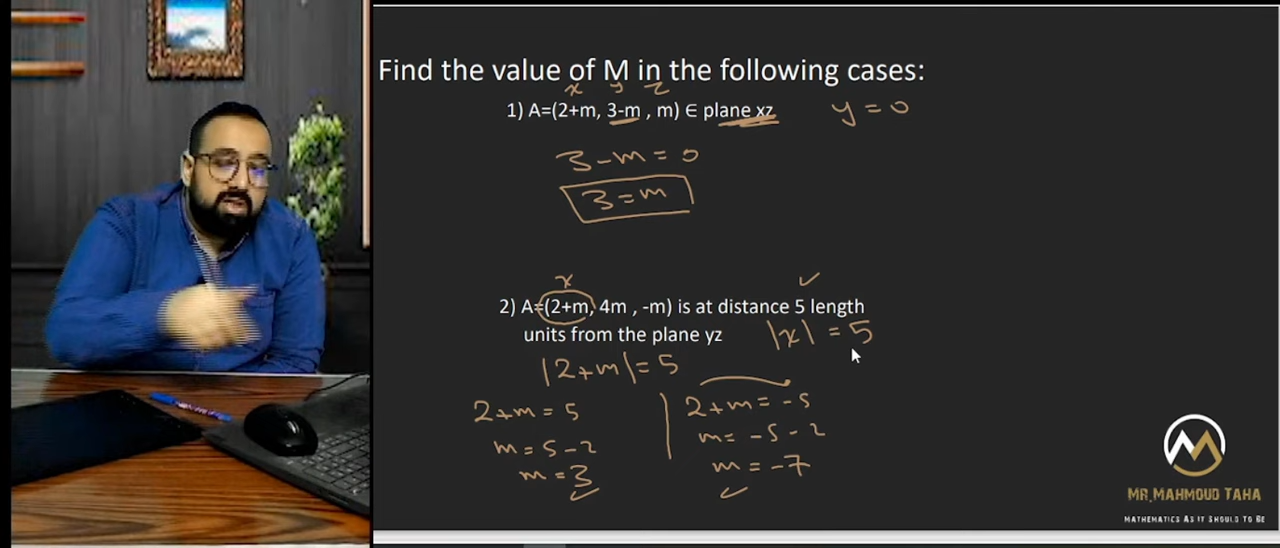 Find the value of M in the following cases:
x y z
1) A=(2+m, 3-m , m) ∈ plane xz y = 0
3-m = 0
3 = m
x
2) A=(2+m, 4m , -m) is at distance 5 length
units from the plane yz |x| = 5
|2+m| = 5
2+m = 5
m = 5-2
m = 3
2+m = -5
m = -5-2
m = -7
MR.MAHMOUD TAHA
MATHEMATICS AS IT SHOULD TO BE